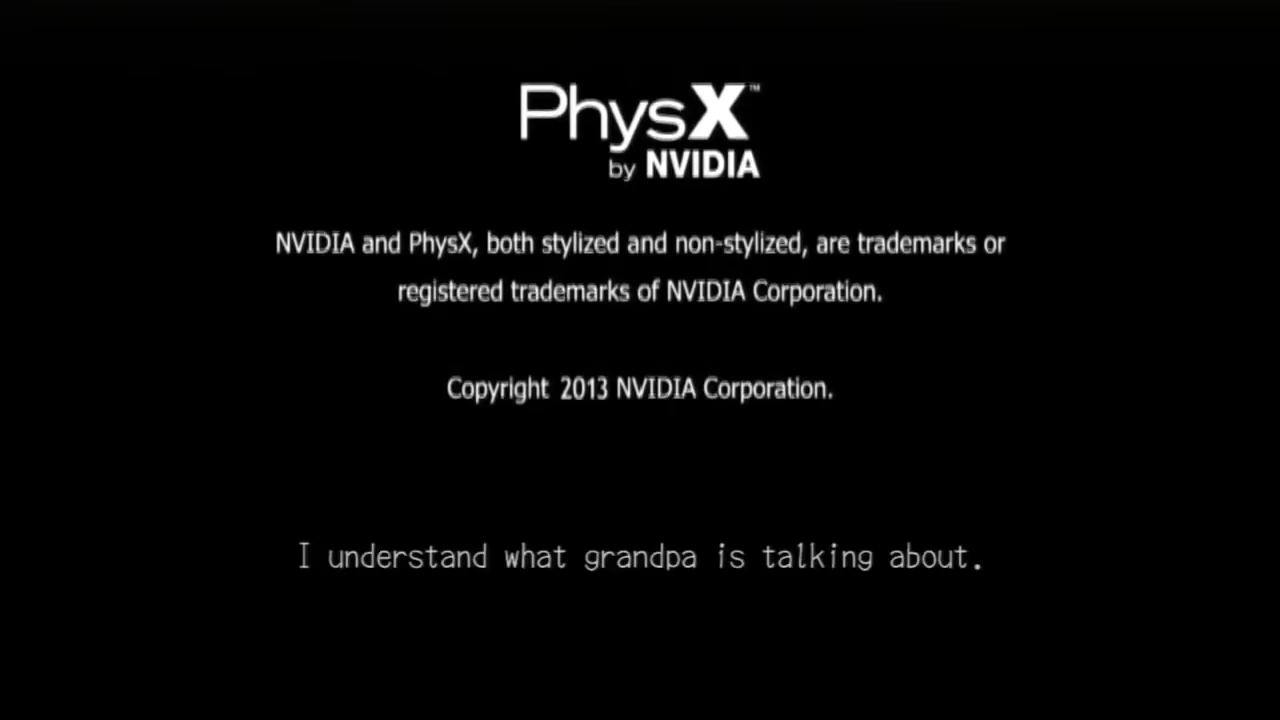 PhysX™
by NVIDIA
NVIDIA and PhysX, both stylized and non-stylized, are trademarks or
registered trademarks of NVIDIA Corporation.
Copyright 2013 NVIDIA Corporation.
I understand what grandpa is talking about.